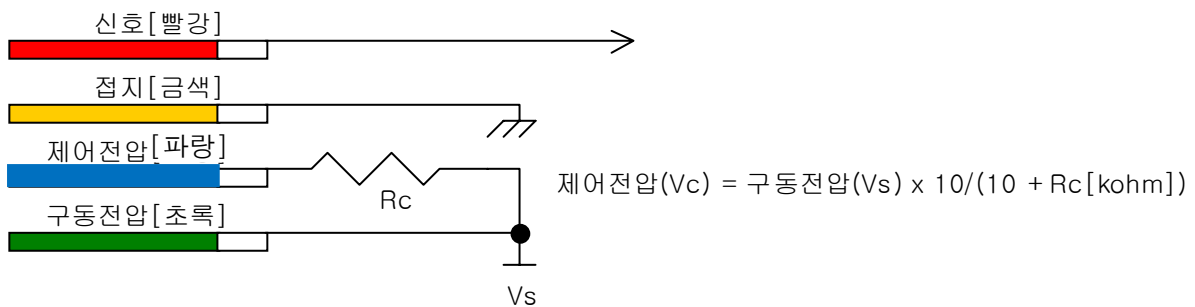 신호[빨강]
접지[금색]
제어전압[파랑]
Rc
제어전압(Vc) = 구동전압(Vs) x 10/(10 + Rc[kohm])
구동전압[초록]
Vs